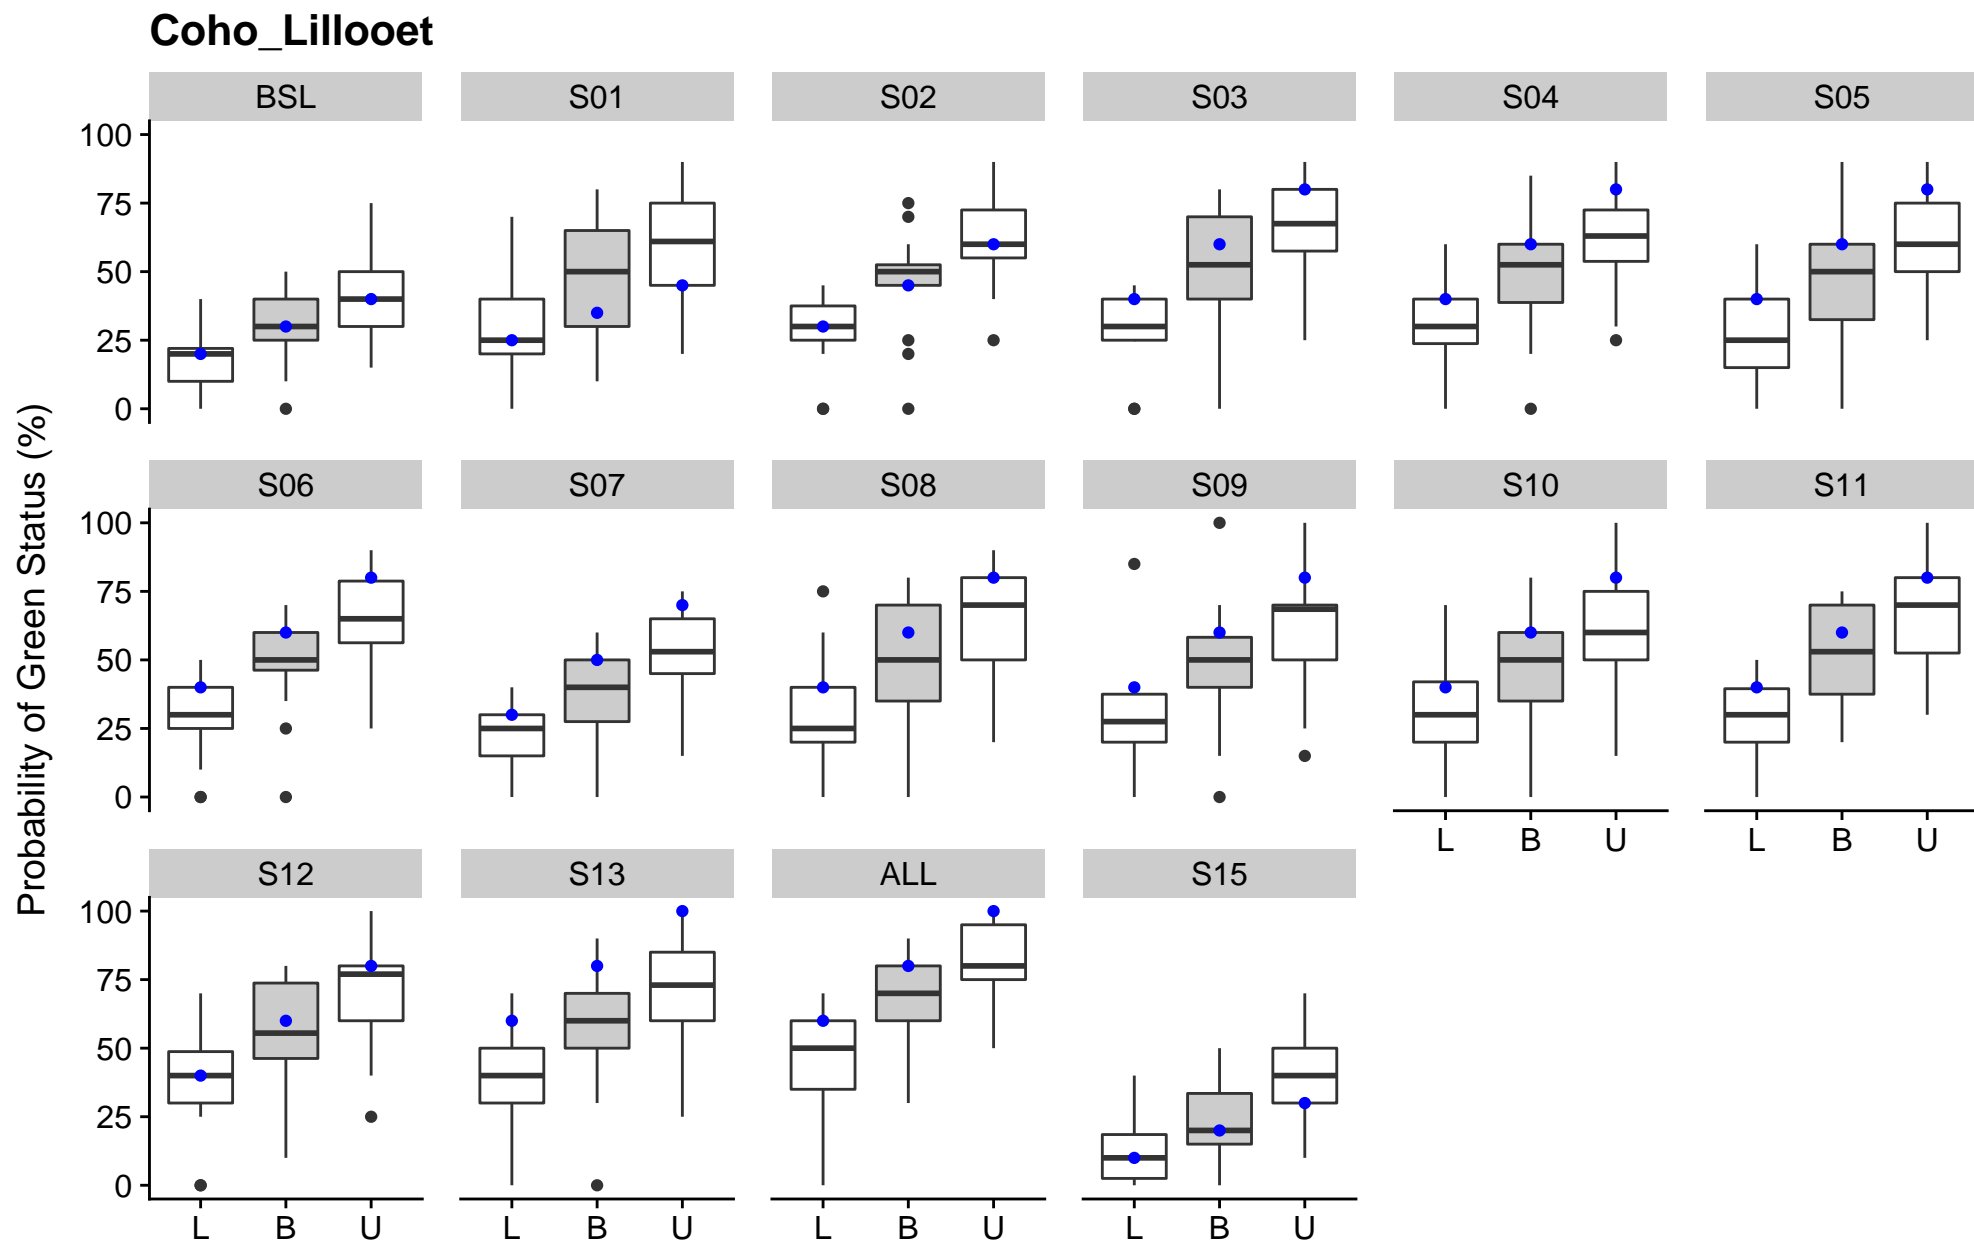 Coho_Lillooet
BSL S01 S02 S03 S04 S05
100
75
50
25
0
S06 S07 S08 S09 S10 S11
100
75
50
25
0
L B U L B U
S12 S13 ALL S15
100
75
50
25
0
L B U L B U L B U L B U
Probability of Green Status (%)